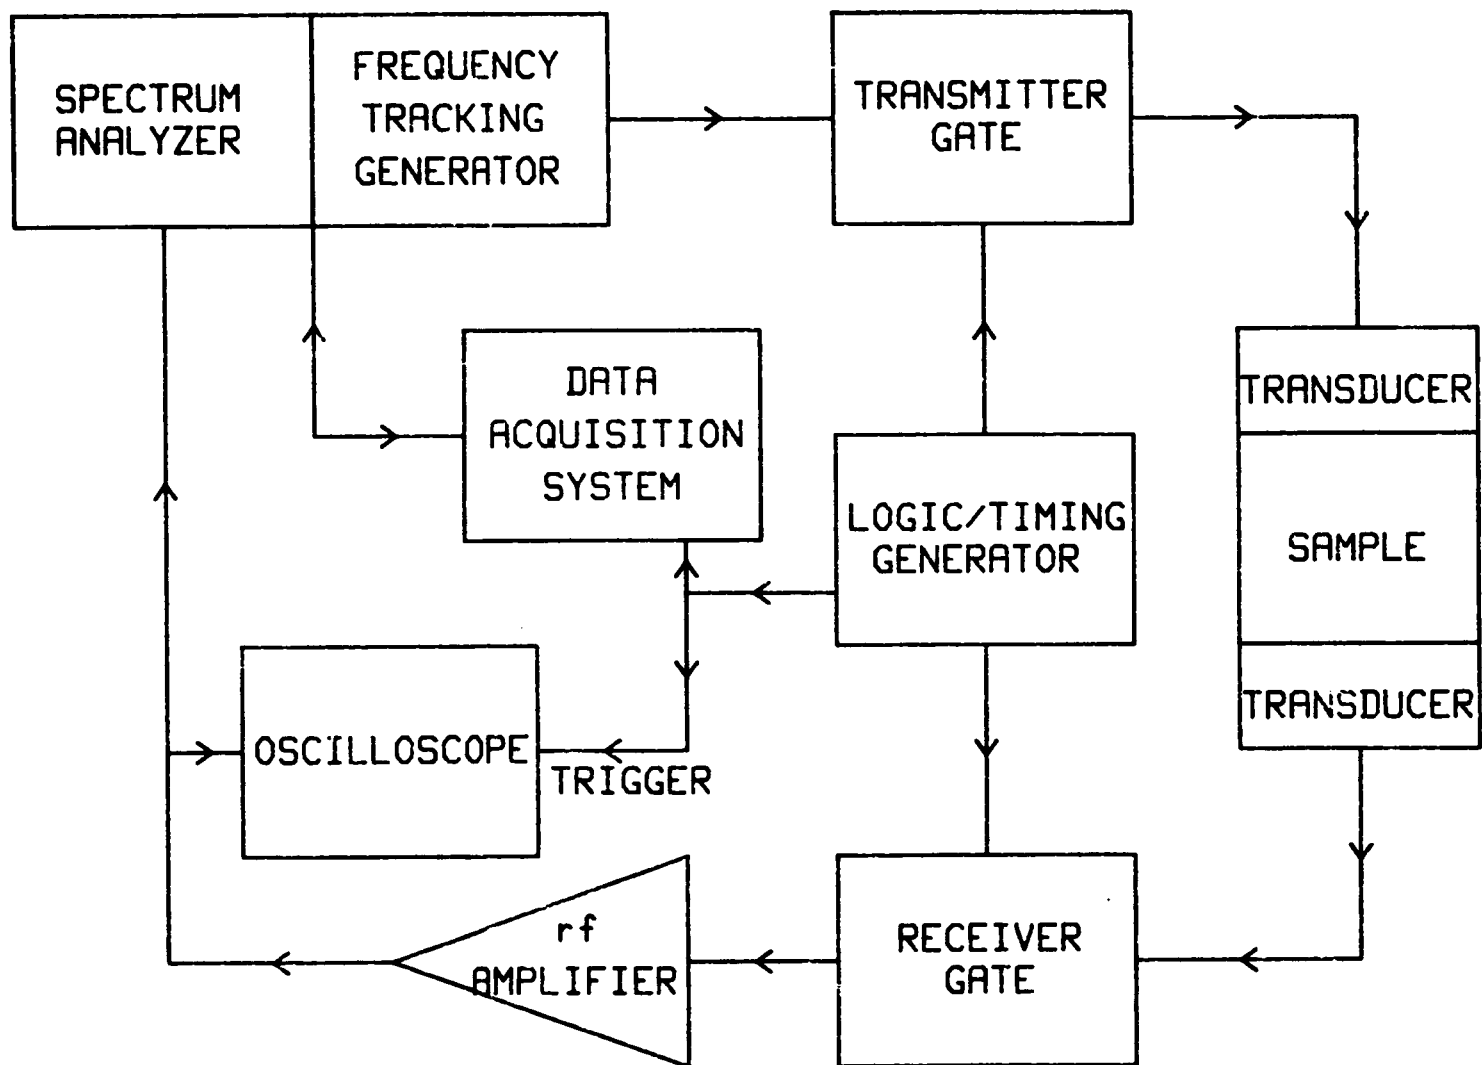 SPECTRUM
ANALYZER
FREQUENCY
TRACKING
GENERATOR
TRANSMITTER
GATE
DATA
ACQUISITION
SYSTEM
LOGIC/TIMING
GENERATOR
TRANSDUCER
SAMPLE
TRANSDUCER
OSCILLOSCOPE
TRIGGER
rf
AMPLIFIER
RECEIVER
GATE